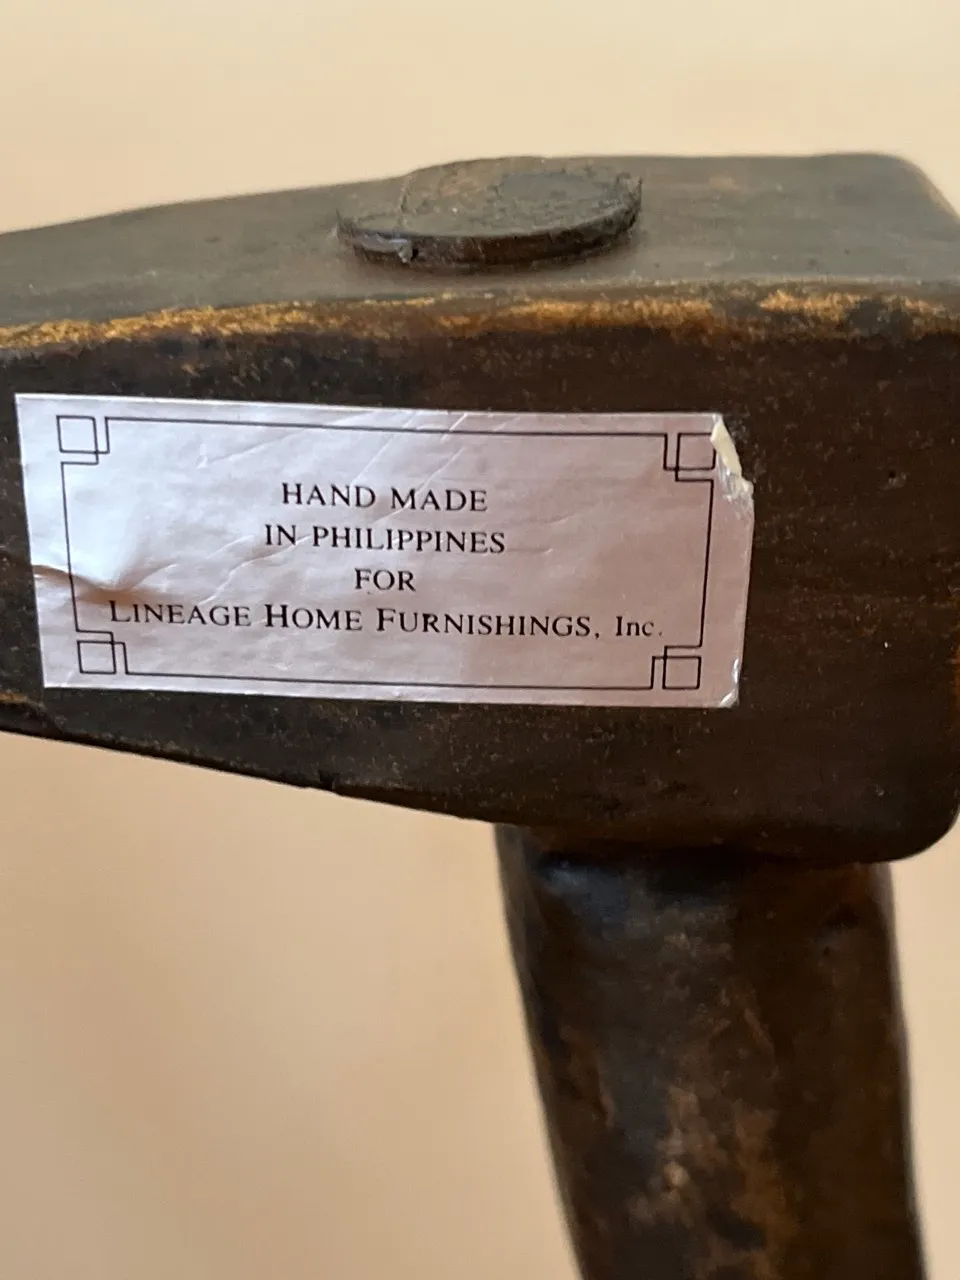 HAND MADE
IN PHILIPPINES
FOR
LINEAGE HOME FURNISHINGS, Inc.